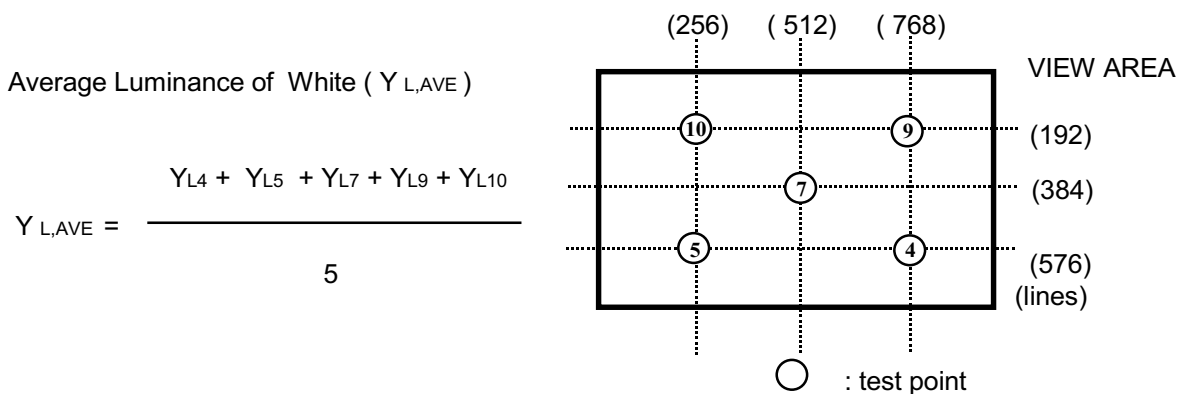 (256) ( 512) ( 768)
VIEW AREA
Average Luminance of White ( Y L,AVE )
10 9 (192)
YL4 + YL5 + YL7 + YL9 + YL10
7 (384)
Y L,AVE =
5 4 (576)
5
(lines)
: test point